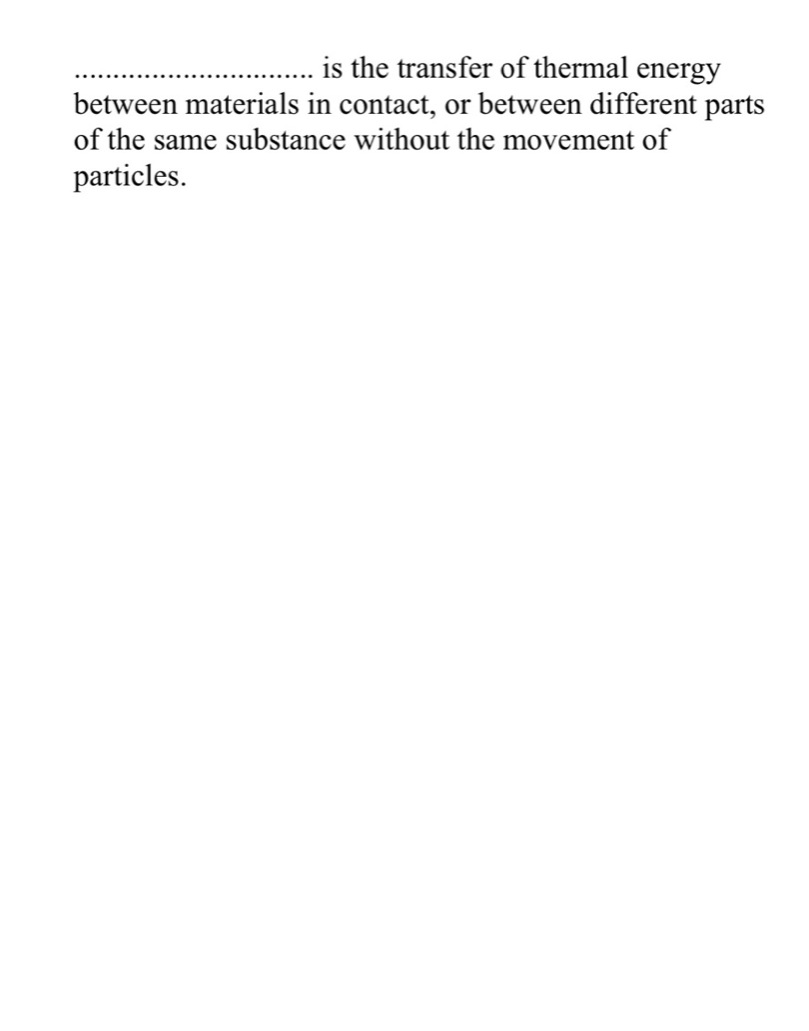 ............................... is the transfer of thermal energy
between materials in contact, or between different parts
of the same substance without the movement of
particles.